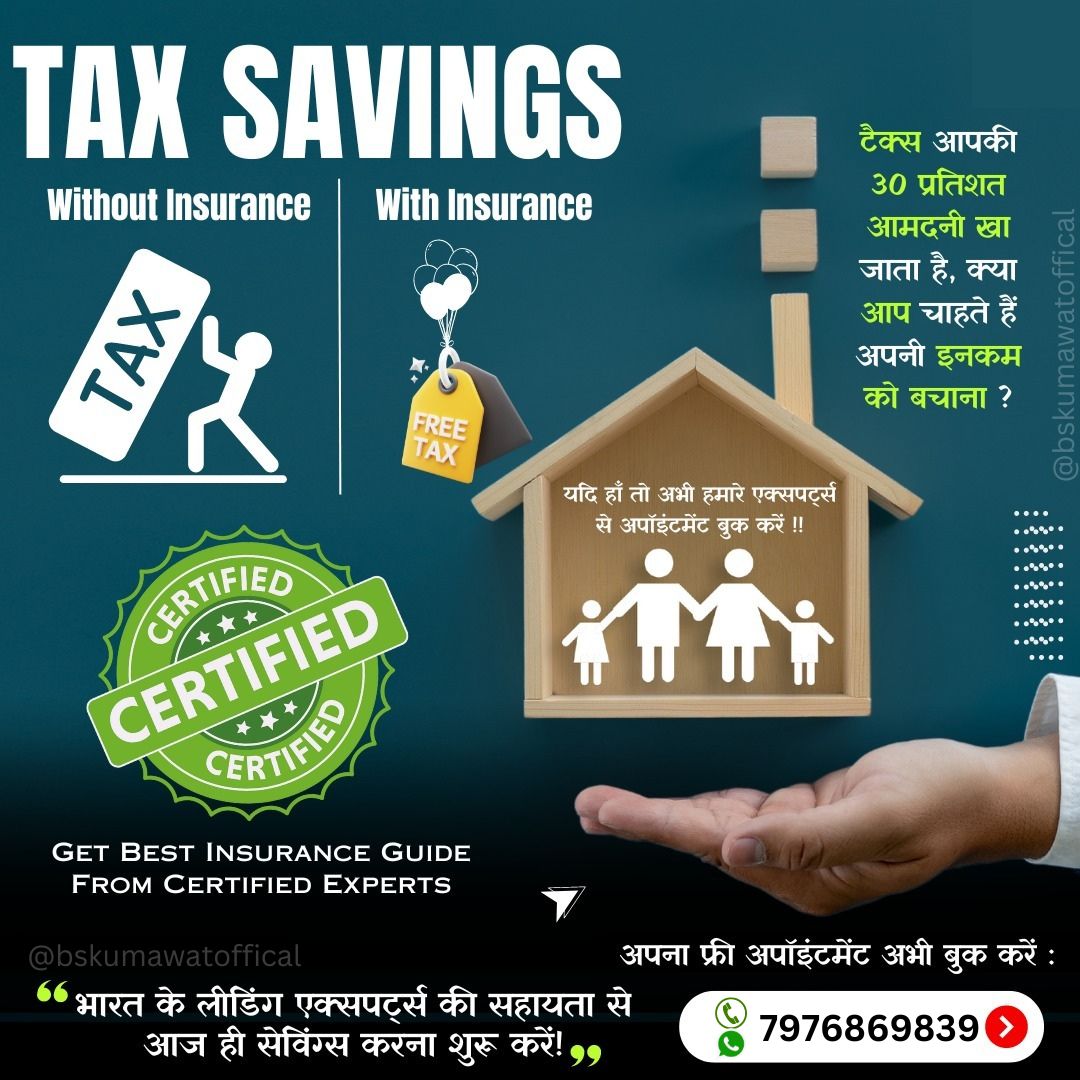 TAX SAVINGS
Without Insurance
With Insurance
TAX
FREE
TAX
टैक्स आपकी
३० प्रतिशत
आमदनी खा
जाता है, क्या
आप चाहते हैं
अपनी इनकम
को बचाना ?
@bskumawatoffical
यदि हाँ तो अभी हमारे एक्सपर्ट्स
से अपॉइंटमेंट बुक करें !!
CERTIFIED
CERTIFIED
CERTIFIED
GET BEST INSURANCE GUIDE
FROM CERTIFIED EXPERTS
@bskumawatoffical
अपना फ्री अपॉइंटमेंट अभी बुक करें :
“भारत के लीडिंग एक्सपर्ट्स की सहायता से
आज ही सेविंग्स करना शुरू करें!”
7976869839